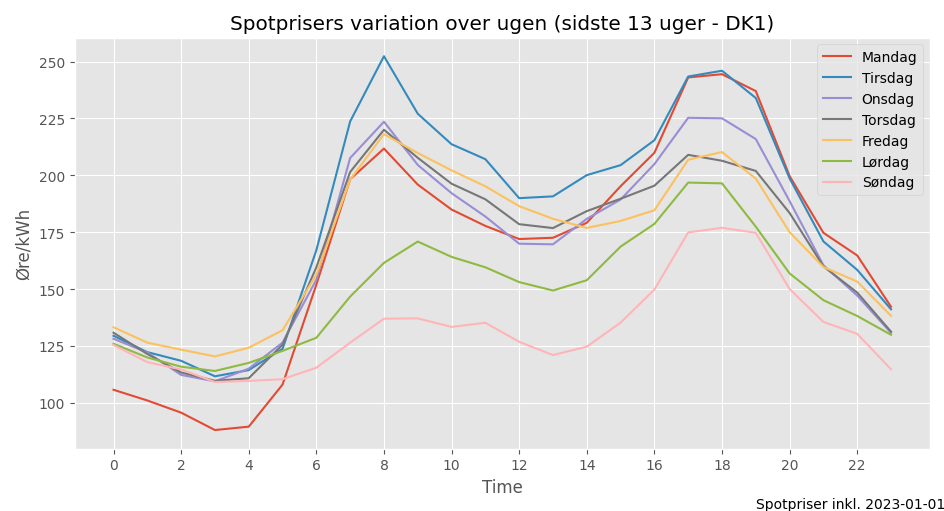 Spotprisers variation over ugen (sidste 13 uger - DK1)
250
225
200
175
150
125
100
Øre/kWh
Mandag
Tirsdag
Onsdag
Torsdag
Fredag
Lørdag
Søndag
0 2 4 6 8 10 12 14 16 18 20 22
Time
Spotpriser inkl. 2023-01-01